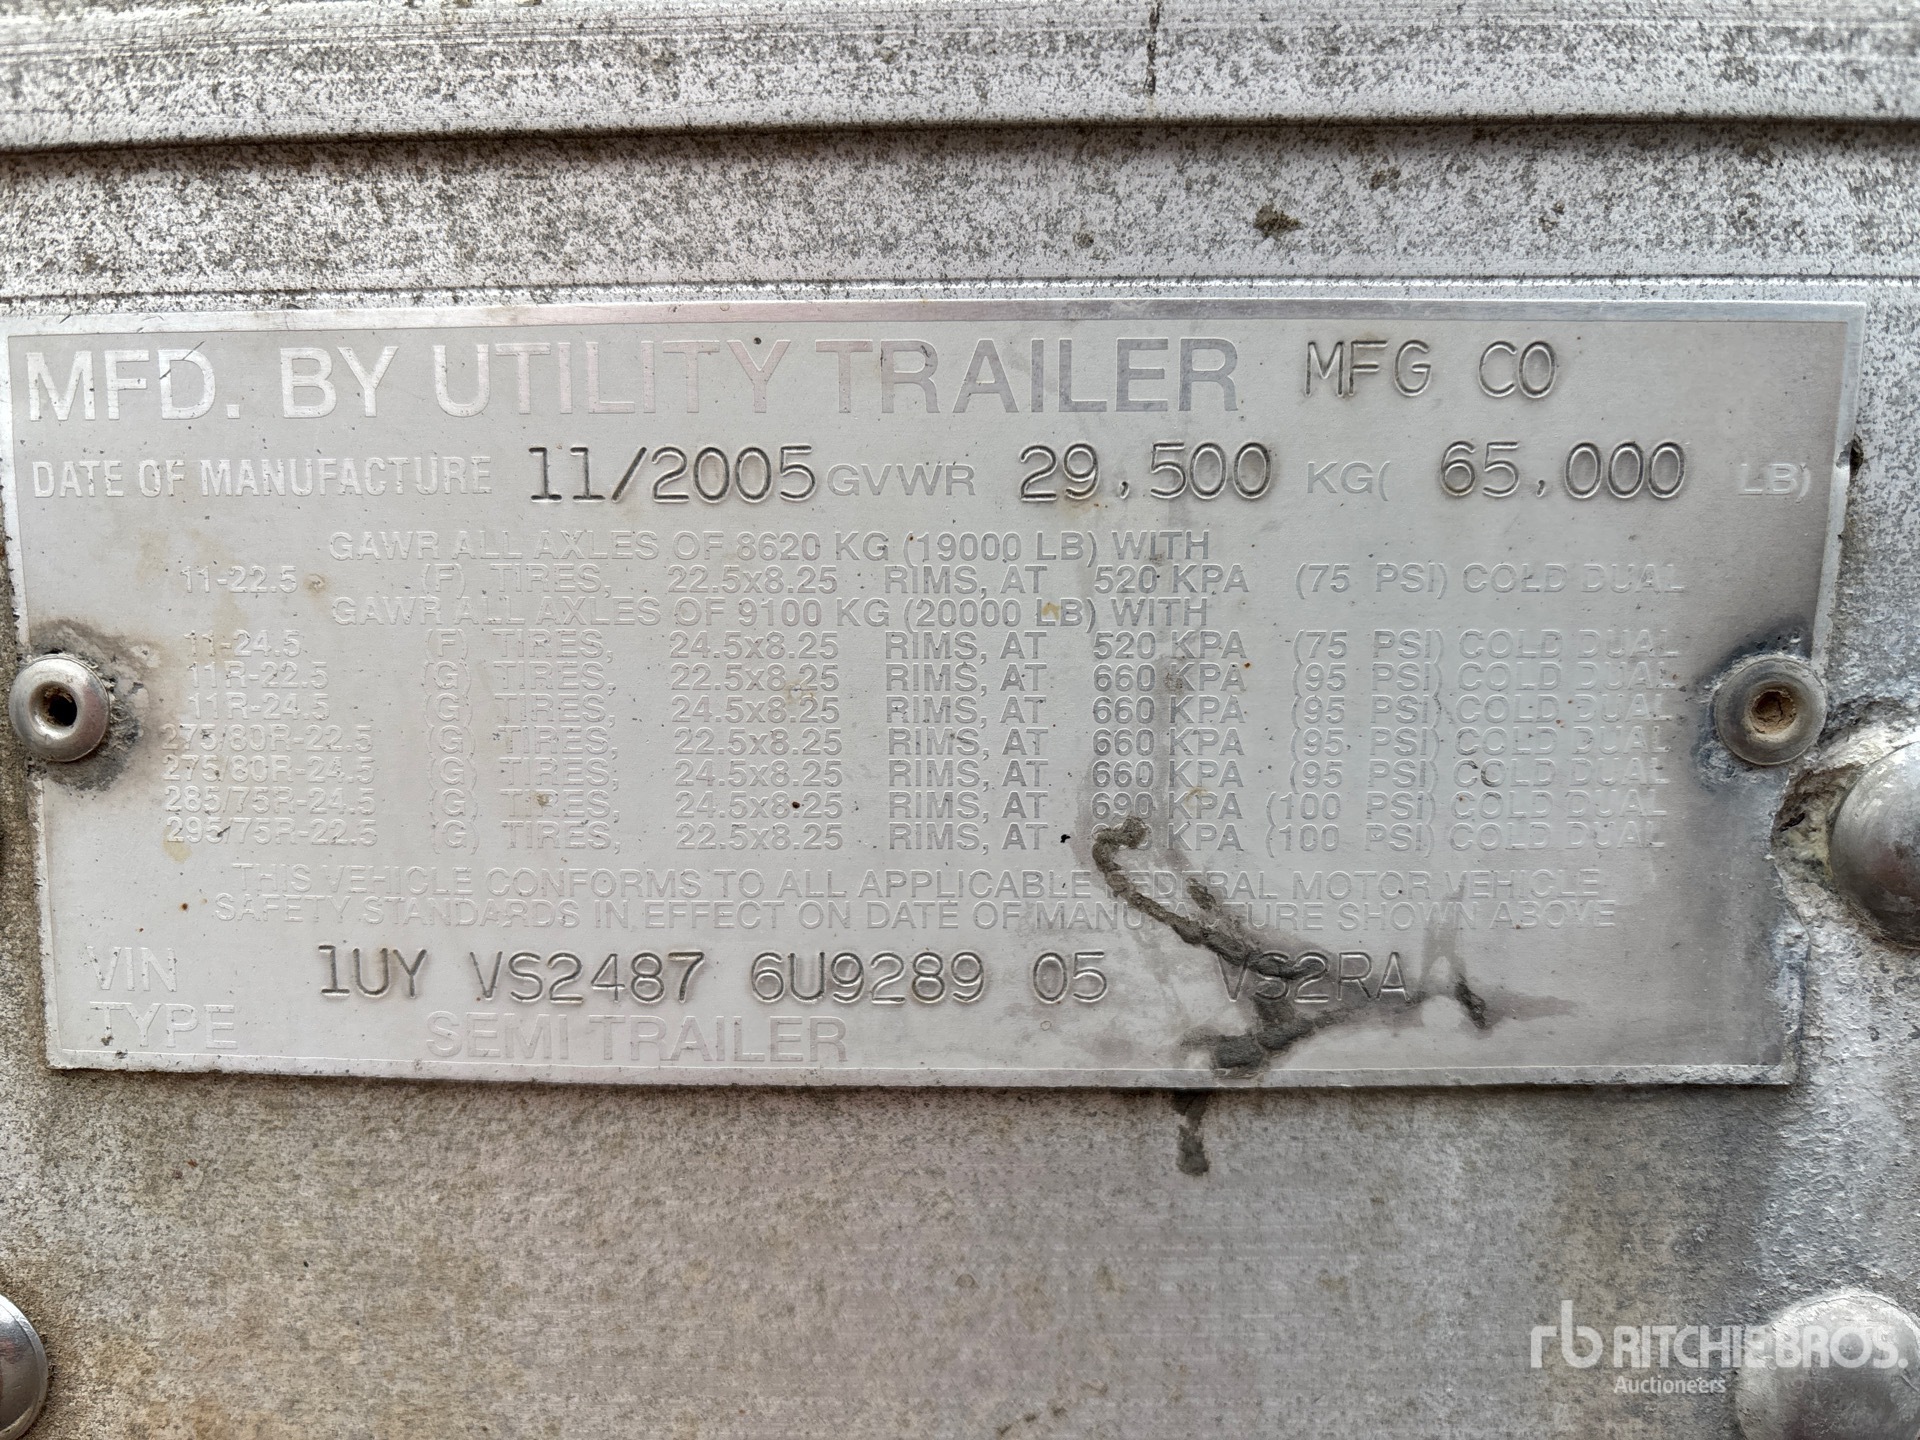 MFD. BY UTILITY TRAILER MFG CO
DATE OF MANUFACTURE 11/2005 GVWR 29,500 KG( 65,000 LB)
GAWR ALL AXLES OF 8620 KG (19000 LB) WITH
11-22.5 (F) TIRES, 22.5x8.25 RIMS, AT 520 KPA (75 PSI) COLD DUAL
GAWR ALL AXLES OF 9100 KG (20000 LB) WITH
11-24.5 (F) TIRES, 24.5x8.25 RIMS, AT 520 KPA (75 PSI) COLD DUAL
11R-22.5 (G) TIRES, 22.5x8.25 RIMS, AT 660 KPA (95 PSI) COLD DUAL
11R-24.5 (G) TIRES, 24.5x8.25 RIMS, AT 660 KPA (95 PSI) COLD DUAL
275/80R-22.5 (G) TIRES, 22.5x8.25 RIMS, AT 660 KPA (95 PSI) COLD DUAL
275/80R-24.5 (G) TIRES, 24.5x8.25 RIMS, AT 660 KPA (95 PSI) COLD DUAL
285/75R-24.5 (G) TIRES, 24.5x8.25 RIMS, AT 690 KPA (100 PSI) COLD DUAL
295/75R-22.5 (G) TIRES, 22.5x8.25 RIMS, AT KPA (100 PSI) COLD DUAL
THIS VEHICLE CONFORMS TO ALL APPLICABLE FEDERAL MOTOR VEHICLE
SAFETY STANDARDS IN EFFECT ON DATE OF MANUFACTURE SHOWN ABOVE
VIN 1UY VS2487 6U9289 05 VS2RA
TYPE SEMITRAILER
rb RITCHIE BROS.
Auctioneers